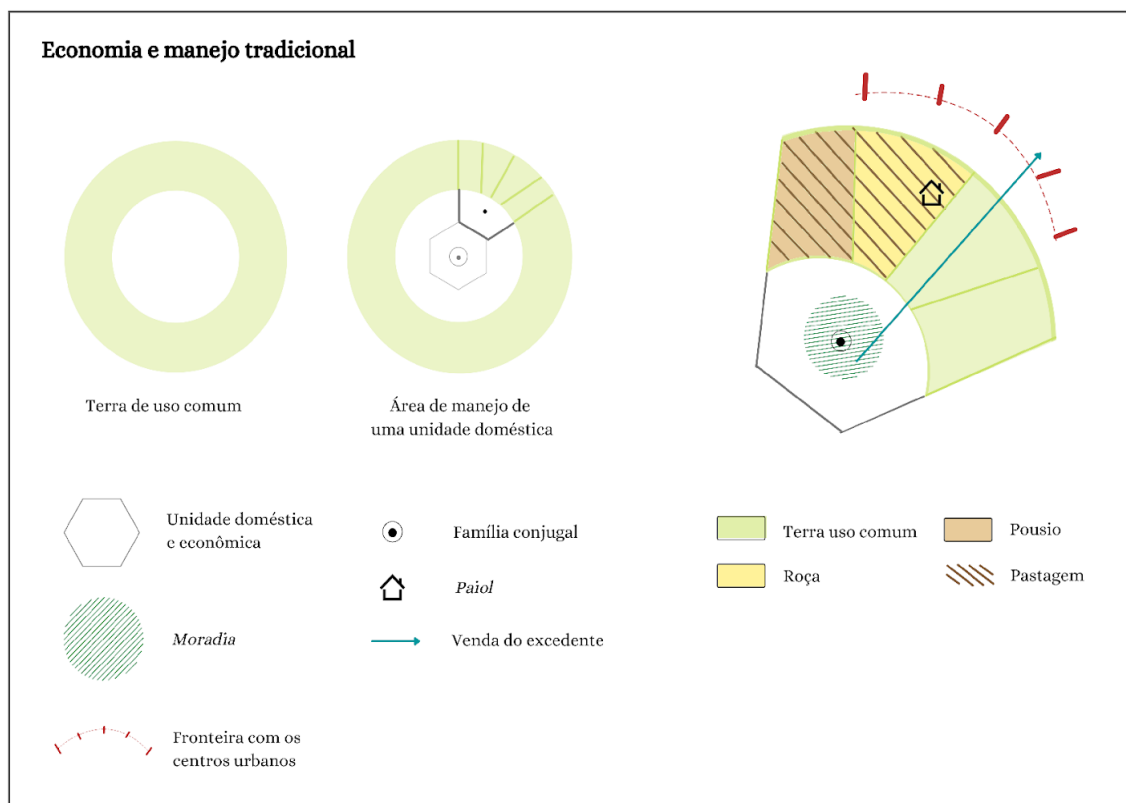 Economia e manejo tradicional
Terra de uso comum
Área de manejo de
uma unidade doméstica
Unidade doméstica
e econômica
Moradia
Fronteira com os
centros urbanos
Família conjugal
Paiol
Venda do excedente
Terra uso comum
Roça
Pousio
Pastagem